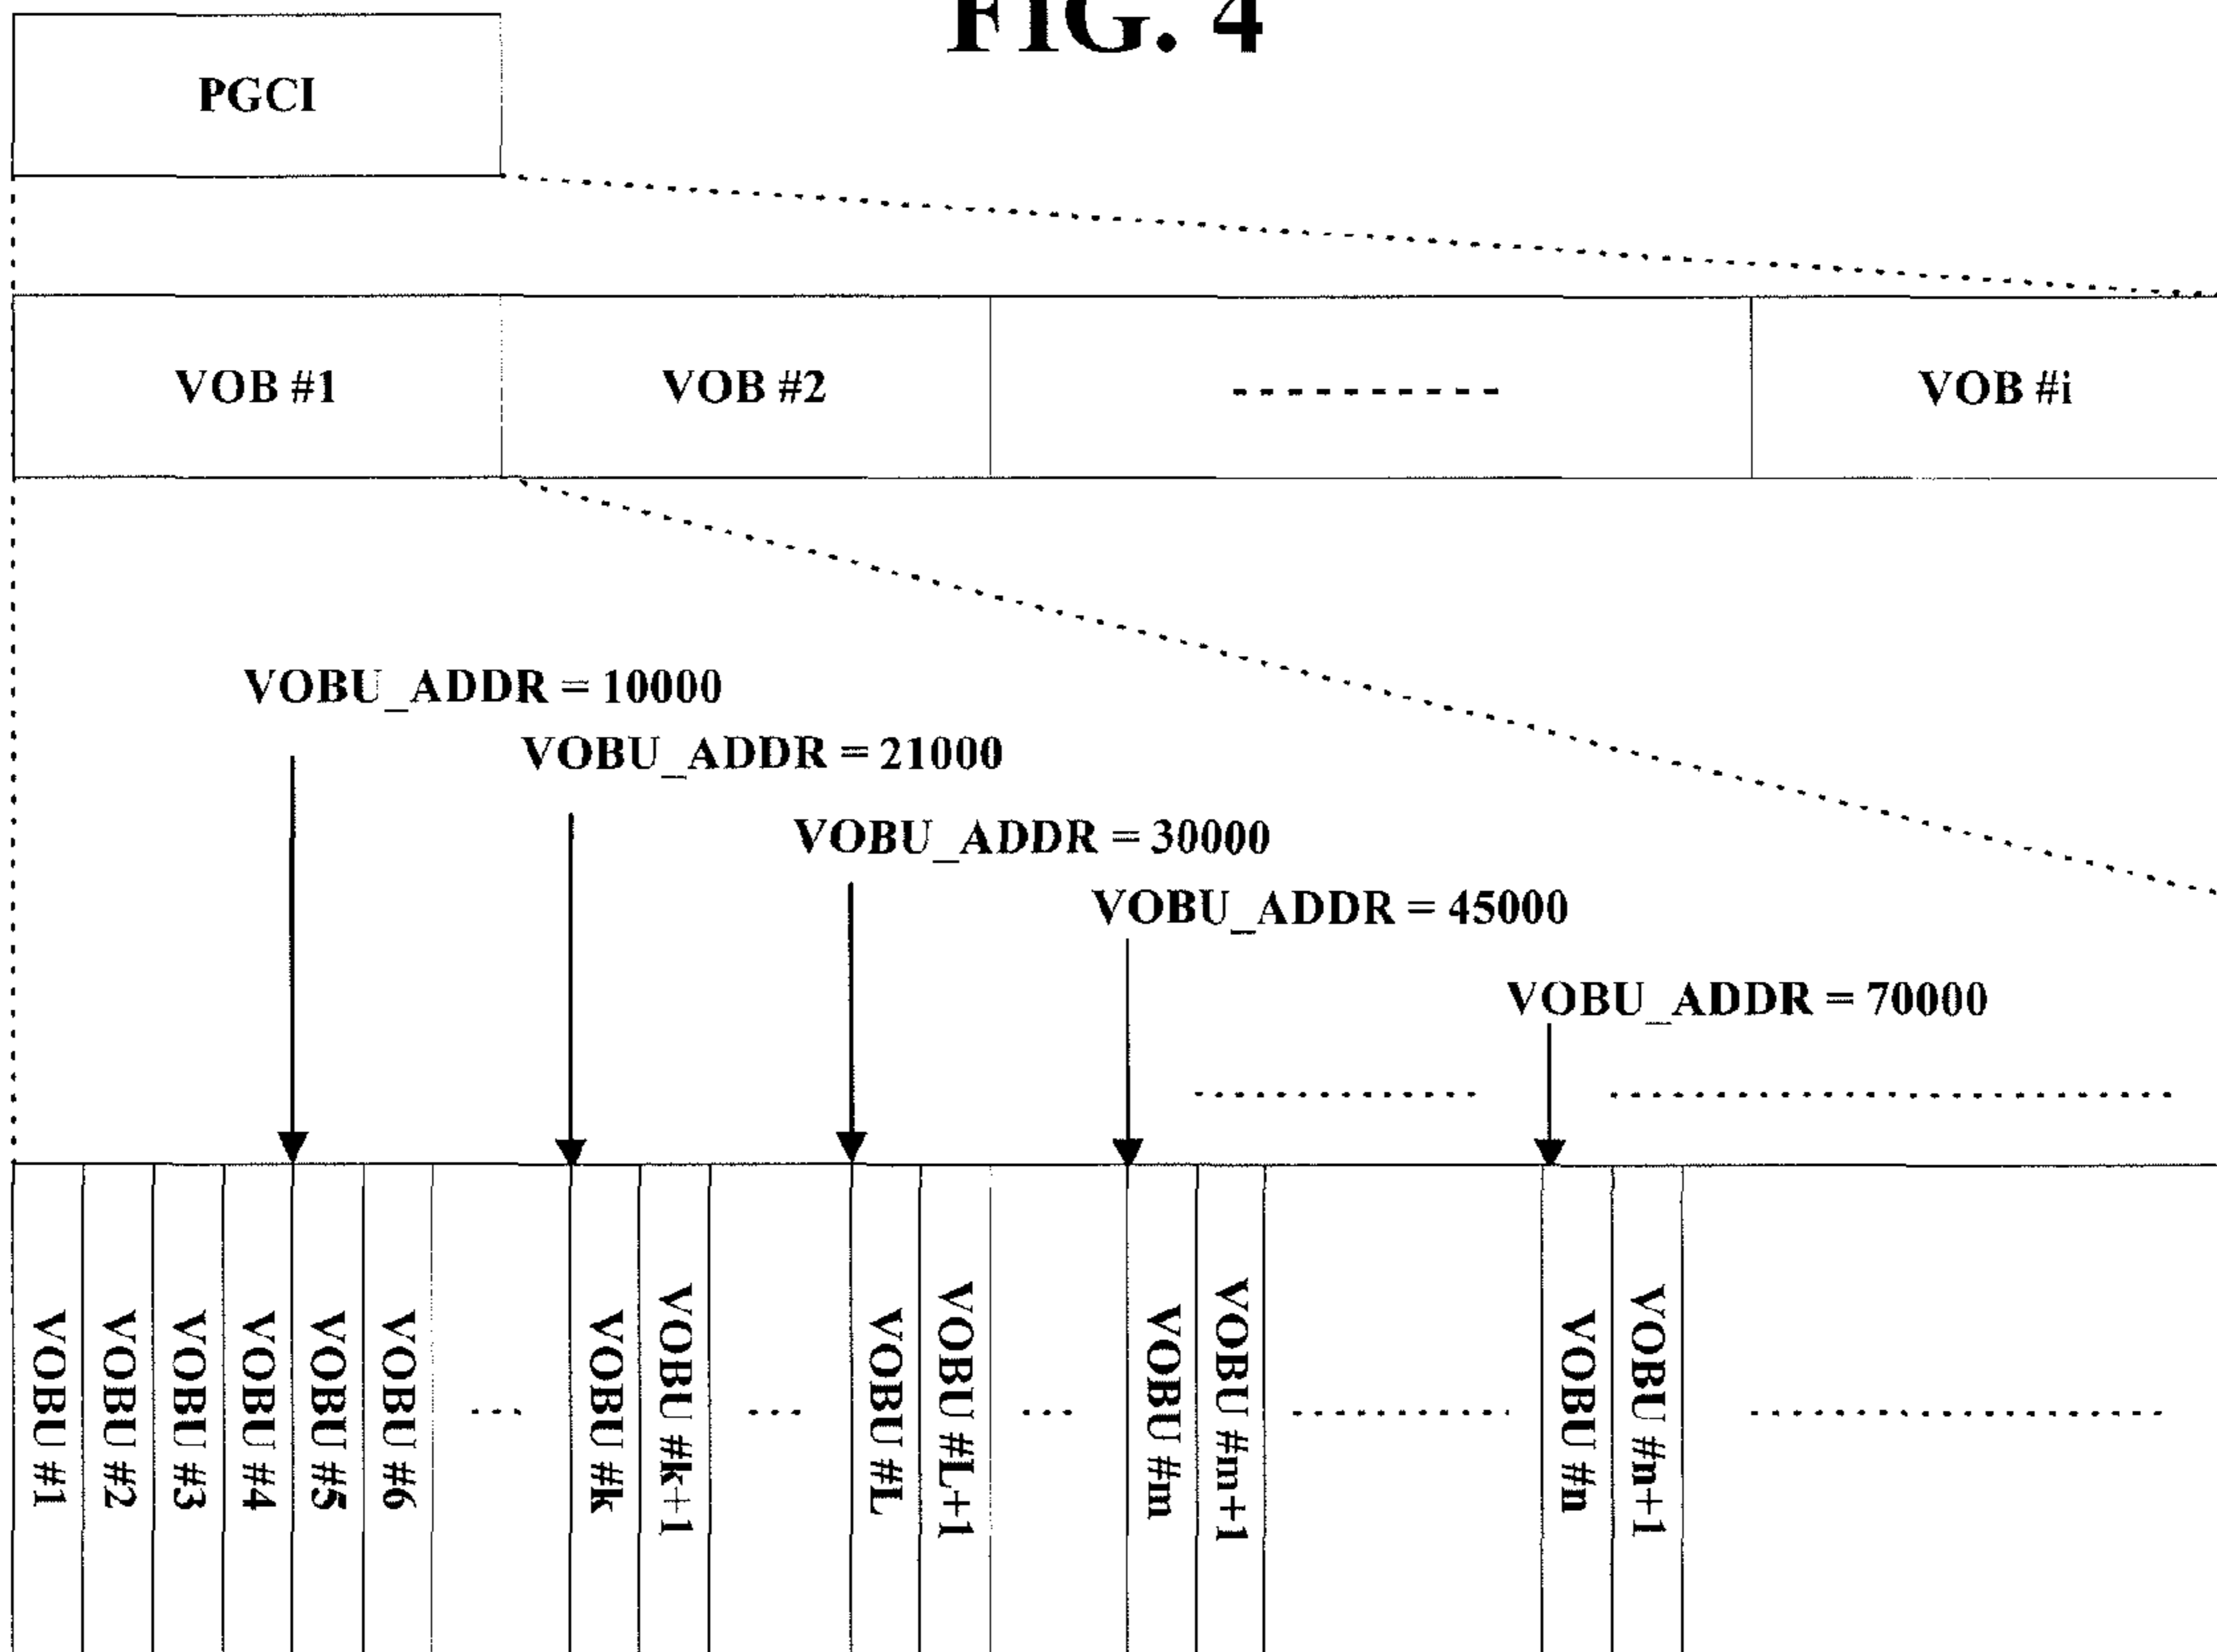 FIG. 4
PGCI
VOB #1
VOB #2
VOB #i
VOBU_ADDR = 10000
VOBU_ADDR = 21000
VOBU_ADDR = 30000
VOBU_ADDR = 45000
VOBU_ADDR = 70000
VOBU #1
VOBU #2
VOBU #3
VOBU #4
VOBU #5
VOBU #6
VOBU #k
VOBU #k+1
VOBU #L
VOBU #L+1
VOBU #m
VOBU #m+1
VOBU #n
VOBU #n+1